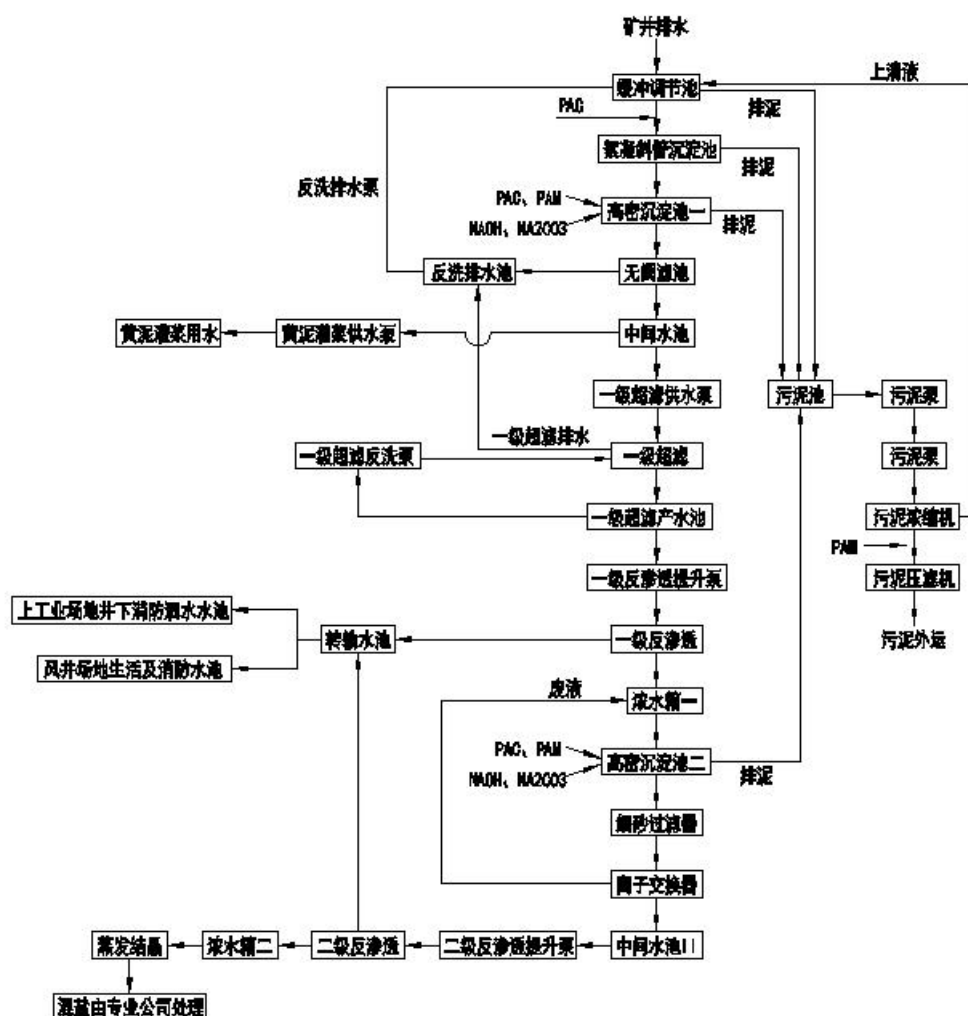 矿井排水
上清液
缓冲调节池
排泥
PAC
絮凝斜管沉淀池
排泥
反洗排水泵
PAC、PAM
高密沉淀池一
NAOH、NA2CO3
排泥
反洗排水池
无阀滤池
黄泥灌浆用水
黄泥灌浆供水泵
中间水池
一级超滤供水泵
污泥池
污泥泵
一级超滤排水
一级超滤反洗泵
一级超滤
污泥泵
一级超滤产水池
污泥浓缩机
PAM
一级反渗透提升泵
污泥压滤机
上工业场地井下消防洒水水池
转输水池
一级反渗透
污泥外运
风井场地生活及消防水池
废液
浓水箱一
PAC、PAM
高密沉淀池二
NAOH、NA2CO3
排泥
细砂过滤器
离子交换器
蒸发结晶
浓水箱二
二级反渗透
二级反渗透提升泵
中间水池II
混盐由专业公司处理